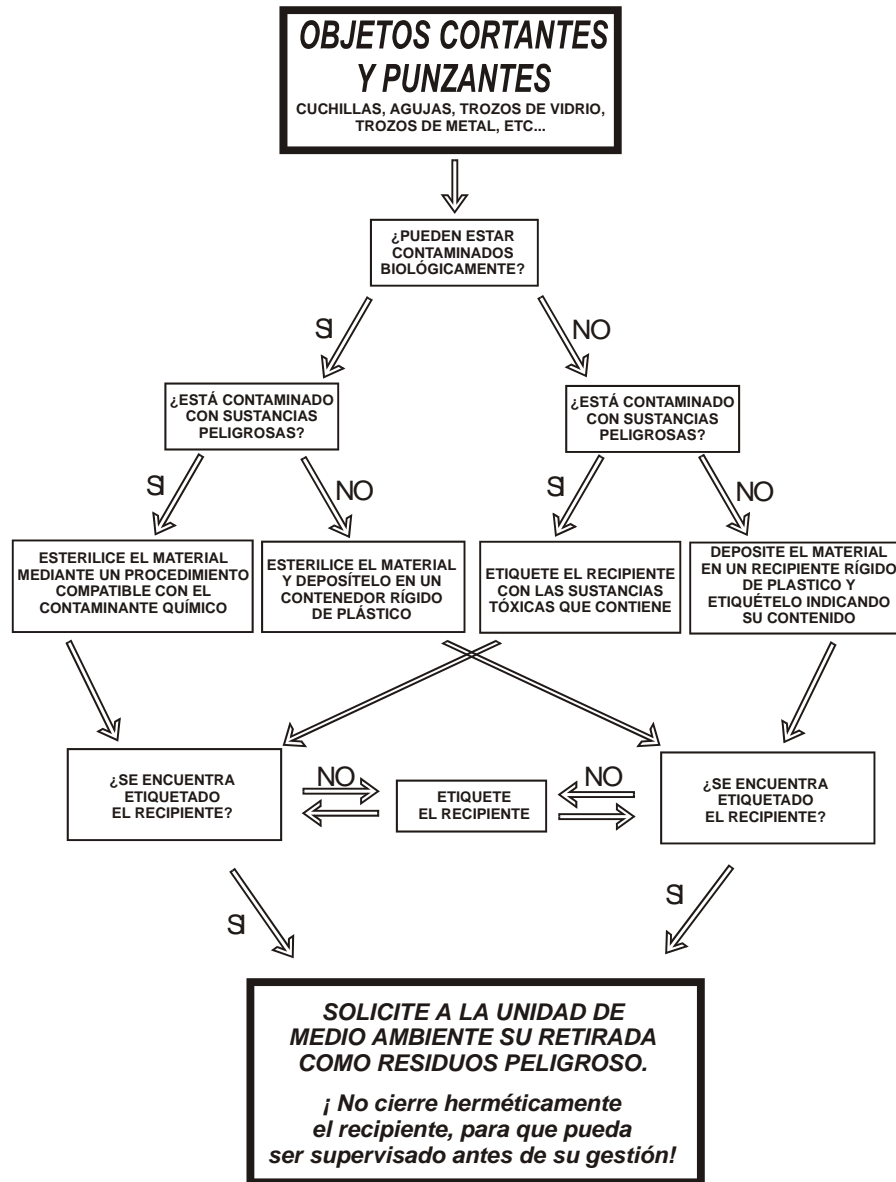 OBJETOS CORTANTES
Y PUNZANTES
CUCHILLAS, AGUJAS, TROZOS DE VIDRIO,
TROZOS DE METAL, ETC...
¿PUEDEN ESTAR
CONTAMINADOS
BIOLÓGICAMENTE?
SI
NO
¿ESTÁ CONTAMINADO
CON SUSTANCIAS
PELIGROSAS?
¿ESTÁ CONTAMINADO
CON SUSTANCIAS
PELIGROSAS?
SI
NO
SI
NO
ESTERILICE EL MATERIAL
MEDIANTE UN PROCEDIMIENTO
COMPATIBLE CON EL
CONTAMINANTE QUÍMICO
ESTERILICE EL MATERIAL
Y DEPOSÍTELO EN UN
CONTENEDOR RÍGIDO
DE PLÁSTICO
ETIQUETE EL RECIPIENTE
CON LAS SUSTANCIAS
TÓXICAS QUE CONTIENE
DEPOSITE EL MATERIAL
EN UN RECIPIENTE RÍGIDO
DE PLASTICO Y
ETIQUÉTELO INDICANDO
SU CONTENIDO
¿SE ENCUENTRA
ETIQUETADO
EL RECIPIENTE?
NO
ETIQUETE
EL RECIPIENTE
NO
¿SE ENCUENTRA
ETIQUETADO
EL RECIPIENTE?
SI
SI
SOLICITE A LA UNIDAD DE
MEDIO AMBIENTE SU RETIRADA
COMO RESIDUOS PELIGROSO.
¡ No cierre herméticamente
el recipiente, para que pueda
ser supervisado antes de su gestión!